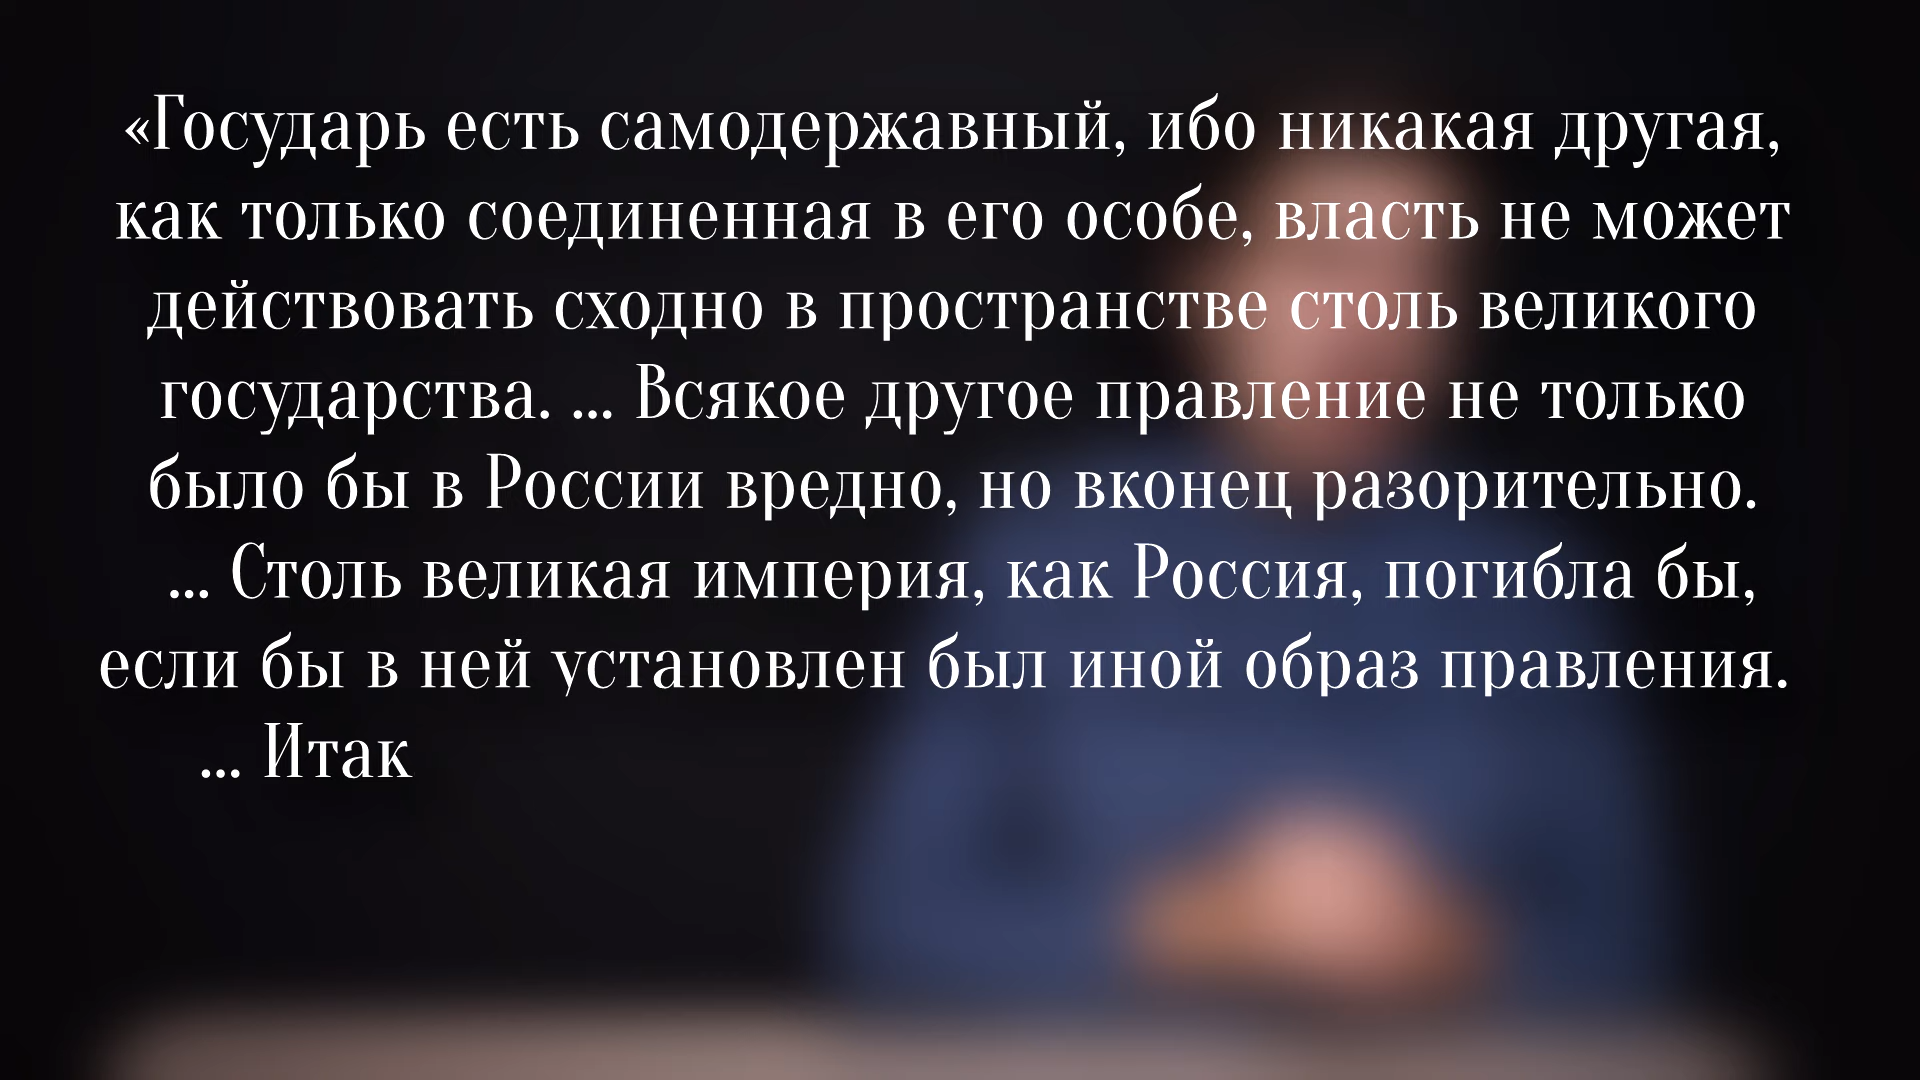 «Государь есть самодержавный, ибо никакая другая,
как только соединенная в его особе, власть не может
действовать сходно в пространстве столь великого
государства. ... Всякое другое правление не только
было бы в России вредно, но вконец разорительно.
... Столь великая империя, как Россия, погибла бы,
если бы в ней установлен был иной образ правления.
... Итак